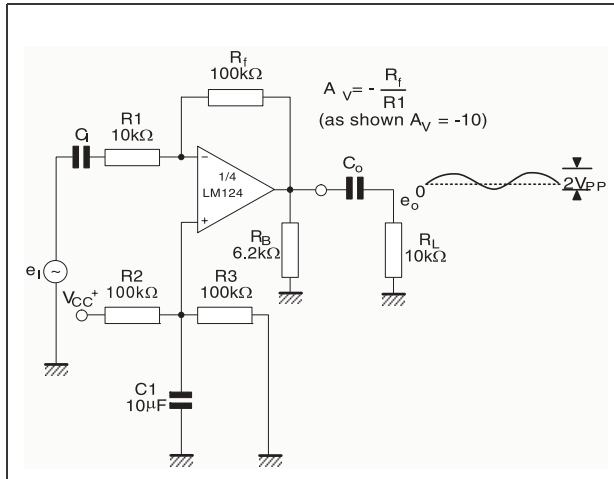 Rf
100kΩ
A V = - Rf
R1
(as shown AV = -10)
R1
10kΩ
CI
1/4
LM124
-
+
Co
eo
0
2VPP
RB
6.2kΩ
RL
10kΩ
eI
~
VCC+
R2
100kΩ
R3
100kΩ
C1
10μF